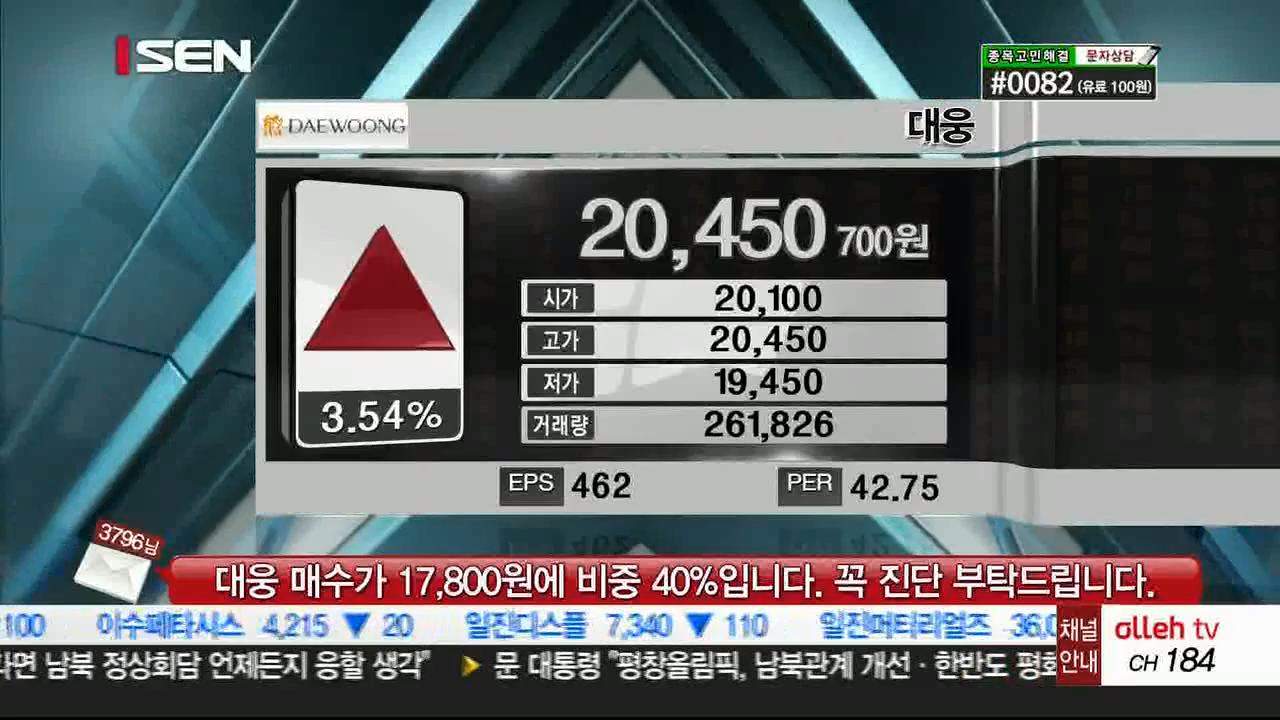 SEN
종목고민해결 문자상담
#0082 (유료 100원)
DAEWOONG
대웅
20,450 700원
3.54%
시가 20,100
고가 20,450
저가 19,450
거래량 261,826
EPS 462
PER 42.75
3796님
대웅 매수가 17,800원에 비중 40%입니다. 꼭 진단 부탁드립니다.
100 이수페타시스 4,215 ▼ 20 일진디스플 7,340 ▼ 110 일진머티리얼즈 36,0
다면 남북 정상회담 언제든지 응할 생각" ▶ 문 대통령 "평창올림픽, 남북관계 개선·한반도 평화
채널안내
olleh tv
CH 184